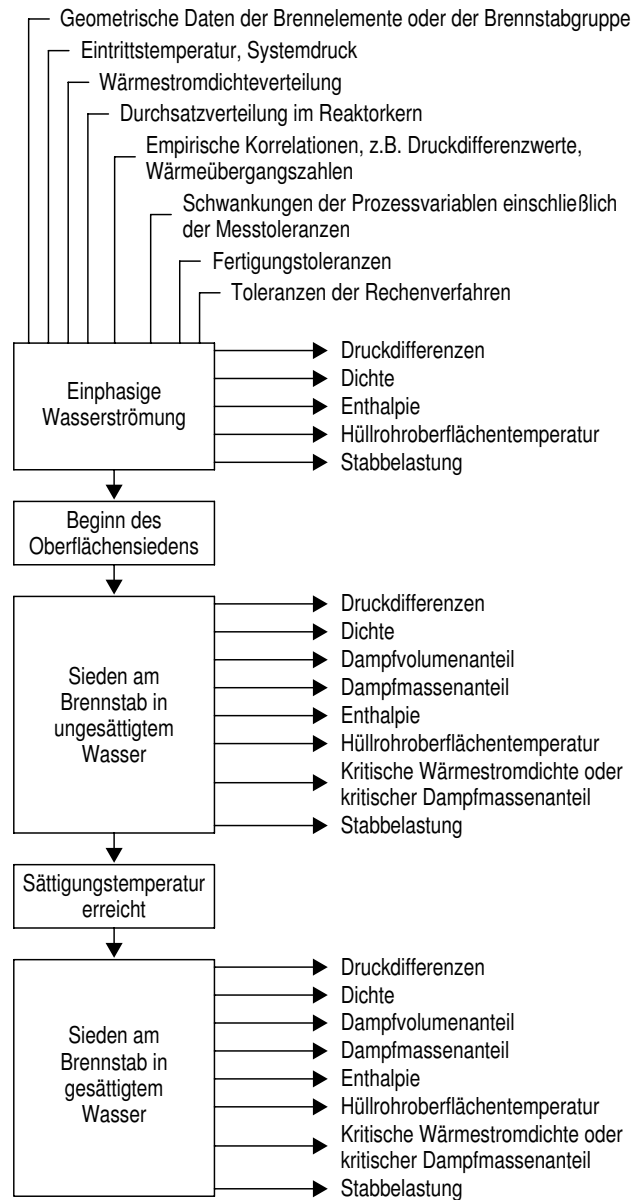 Geometrische Daten der Brennelemente oder der Brennstabgruppe
Eintrittstemperatur, Systemdruck
Wärmestromdichteverteilung
Durchsatzverteilung im Reaktorkern
Empirische Korrelationen, z.B. Druckdifferenzwerte,
Wärmeübergangszahlen
Schwankungen der Prozessvariablen einschließlich
der Messtoleranzen
Fertigungstoleranzen
Toleranzen der Rechenverfahren
Einphasige
Wasserströmung
Druckdifferenzen
Dichte
Enthalpie
Hüllrohroberflächentemperatur
Stabbelastung
Beginn des
Oberflächensiedens
Sieden am
Brennstab in
ungesättigtem
Wasser
Druckdifferenzen
Dichte
Dampfvolumenanteil
Dampfmassenanteil
Enthalpie
Hüllrohroberflächentemperatur
Kritische Wärmestromdichte oder
kritischer Dampfmassenanteil
Stabbelastung
Sättigungstemperatur
erreicht
Sieden am
Brennstab in
gesättigtem
Wasser
Druckdifferenzen
Dichte
Dampfvolumenanteil
Dampfmassenanteil
Enthalpie
Hüllrohroberflächentemperatur
Kritische Wärmestromdichte oder
kritischer Dampfmassenanteil
Stabbelastung